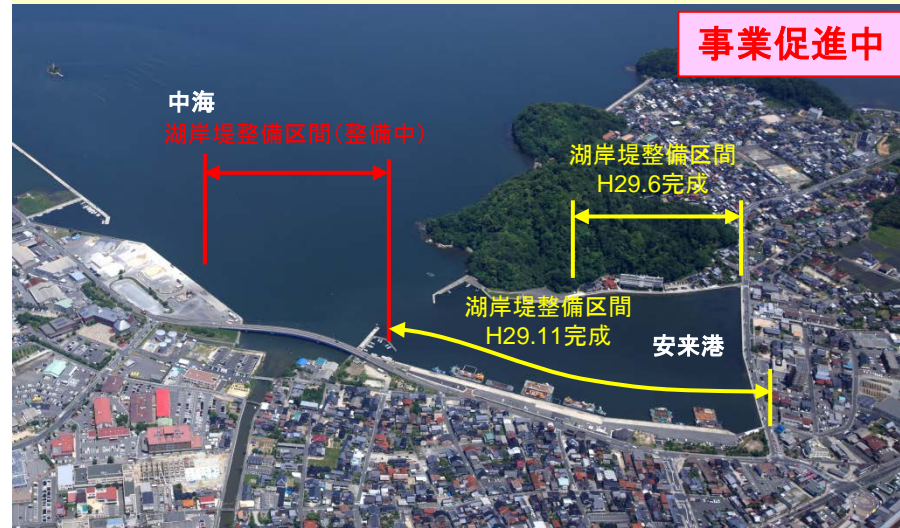 事業促進中
中海
湖岸堤整備区間（整備中）
湖岸堤整備区間
H29.6完成
湖岸堤整備区間
H29.11完成
安来港